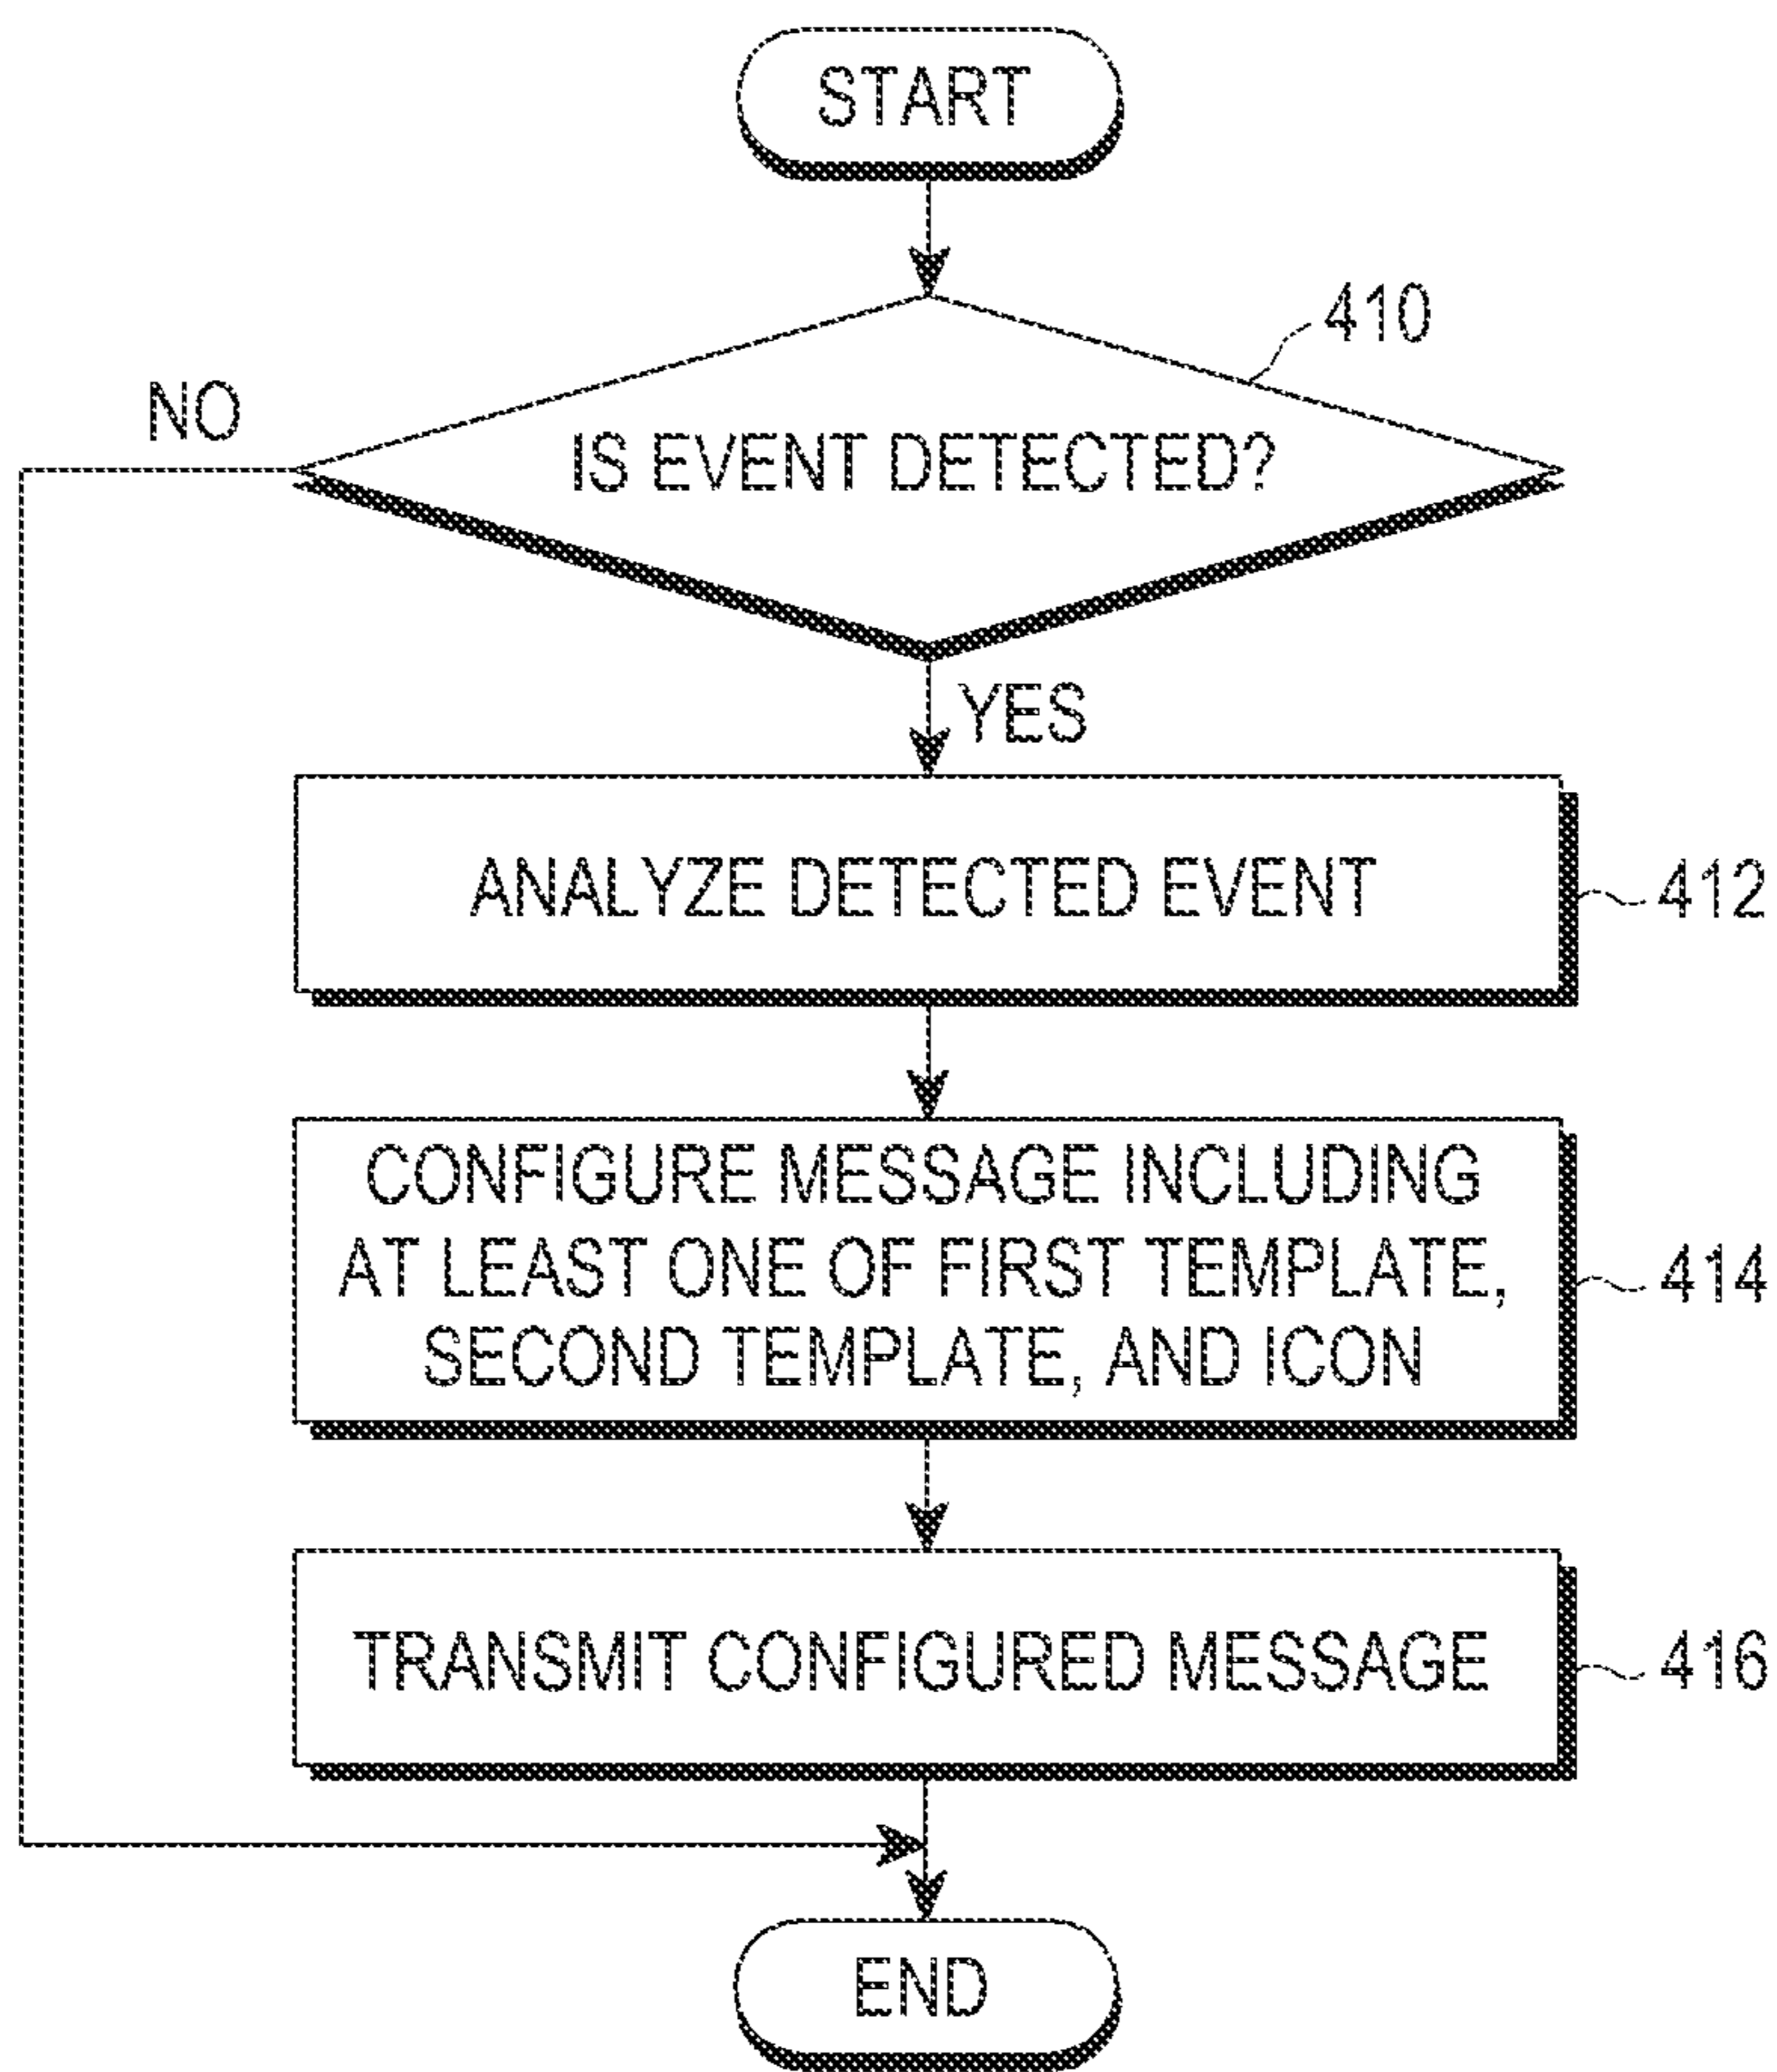 START
410
NO
IS EVENT DETECTED?
YES
ANALYZE DETECTED EVENT
412
CONFIGURE MESSAGE INCLUDING
AT LEAST ONE OF FIRST TEMPLATE,
SECOND TEMPLATE, AND ICON
414
TRANSMIT CONFIGURED MESSAGE
416
END